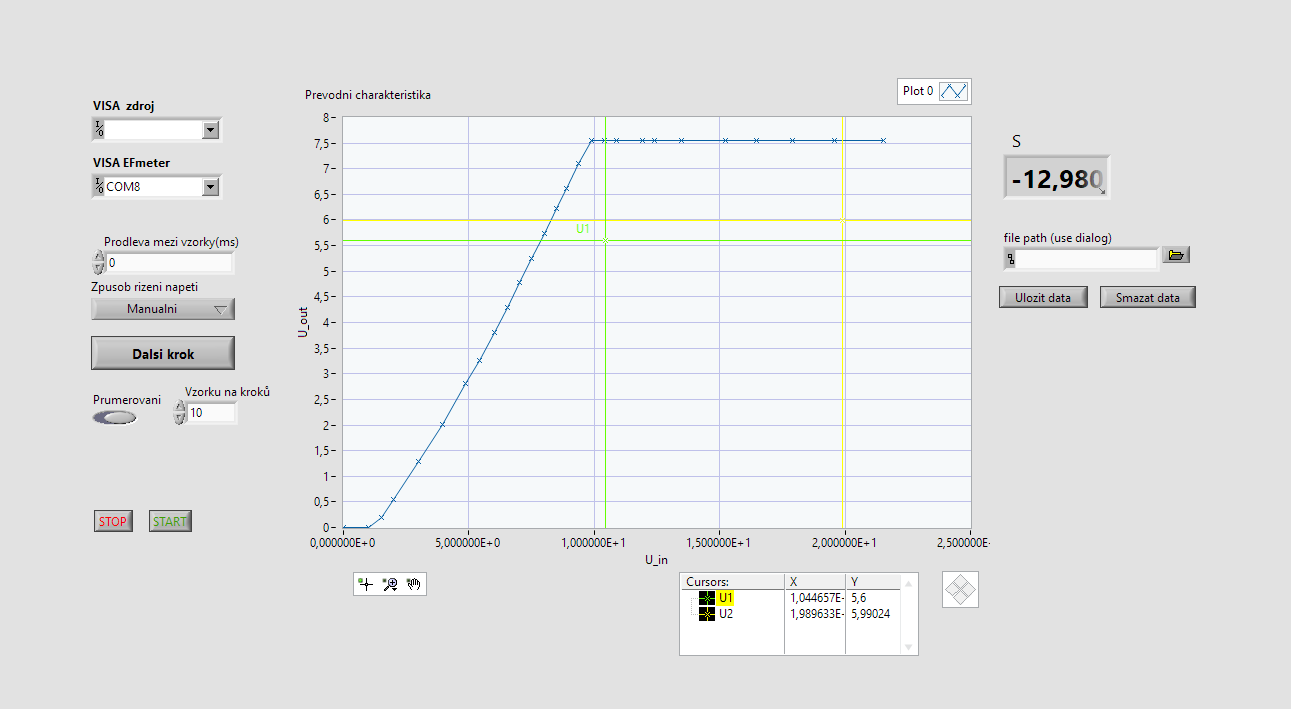 Prevodni charakteristika
Plot 0
VISA zdroj
VISA EFmeter
COM8
Prodleva mezi vzorky(ms)
0
Zpusob rizeni napeti
Manualni
Dalsi krok
Prumerovani
Vzorku na kroků
10
STOP
START
8
7,5
7
6,5
6
5,5
5
4,5
4
3,5
3
2,5
2
1,5
1
0,5
0
U_out
U1
0,000000E+0
5,000000E+0
1,000000E+1
1,500000E+1
2,000000E+1
2,500000E-
U_in
Cursors: X Y
U1 1,044657E- 5,6
U2 1,989633E- 5,99024
S
-12,980
file path (use dialog)
Ulozit data
Smazat data